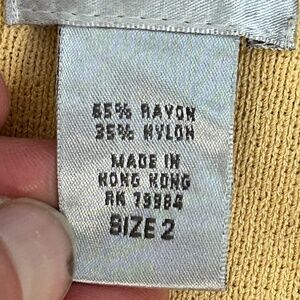 65% RAYON
35% NYLON
MADE IN
HONG KONG
RN 79984
SIZE 2